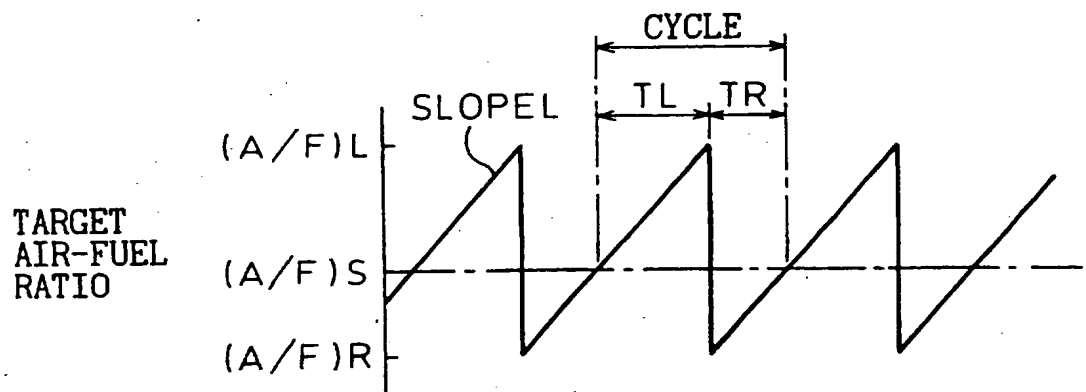 CYCLE
TL TR
SLOPEL
(A/F)L
TARGET
AIR-FUEL
RATIO
(A/F)S
(A/F)R